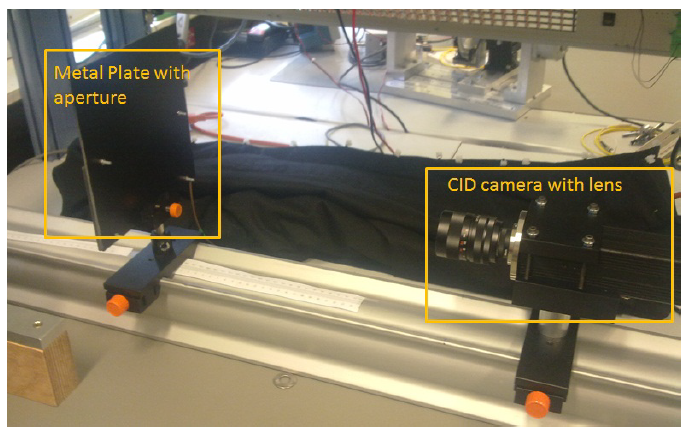 Metal Plate with
aperture
CID camera with lens